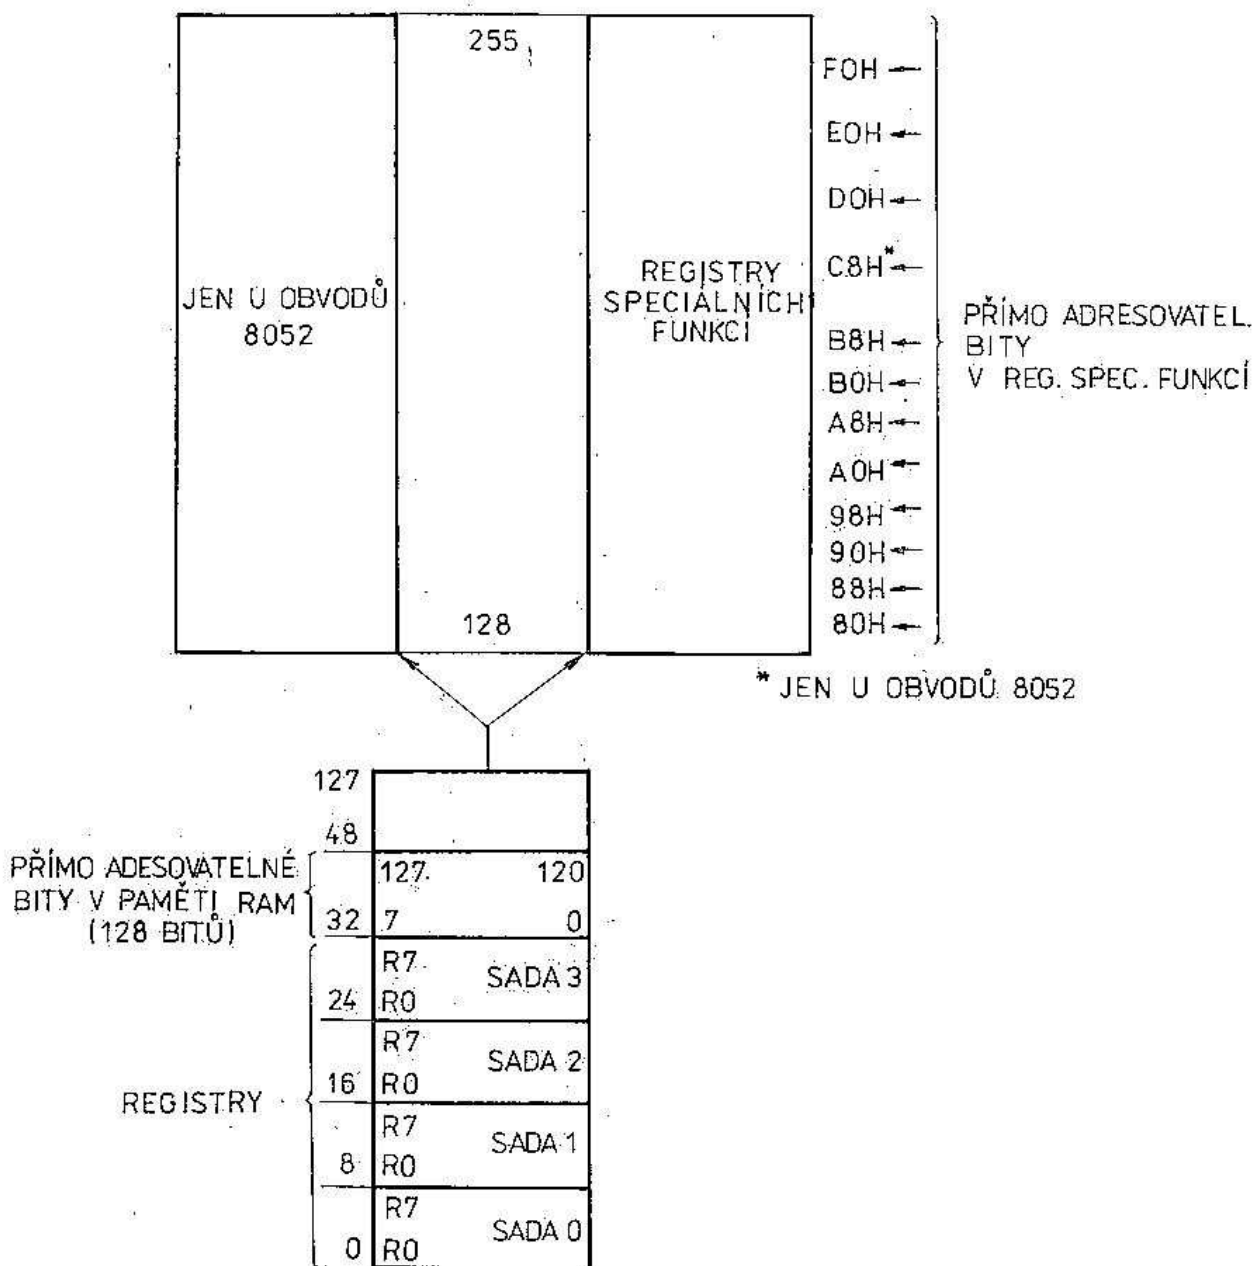 255
F0H
E0H
D0H
C8H*
B8H
B0H
A8H
A0H
98H
90H
88H
80H
JEN U OBVODŮ
8052
REGISTRY
SPECIÁLNÍCH
FUNKCÍ
PŘÍMO ADRESOVATEL.
BITY
V REG. SPEC. FUNKCÍ
128
* JEN U OBVODŮ 8052
127
48
PŘÍMO ADESOVATELNÉ
BITY V PAMĚTI RAM
(128 BITŮ)
127 120
32 7 0
R7 SADA 3
24 R0
R7 SADA 2
16 R0
REGISTRY
R7 SADA 1
8 R0
R7 SADA 0
0 R0